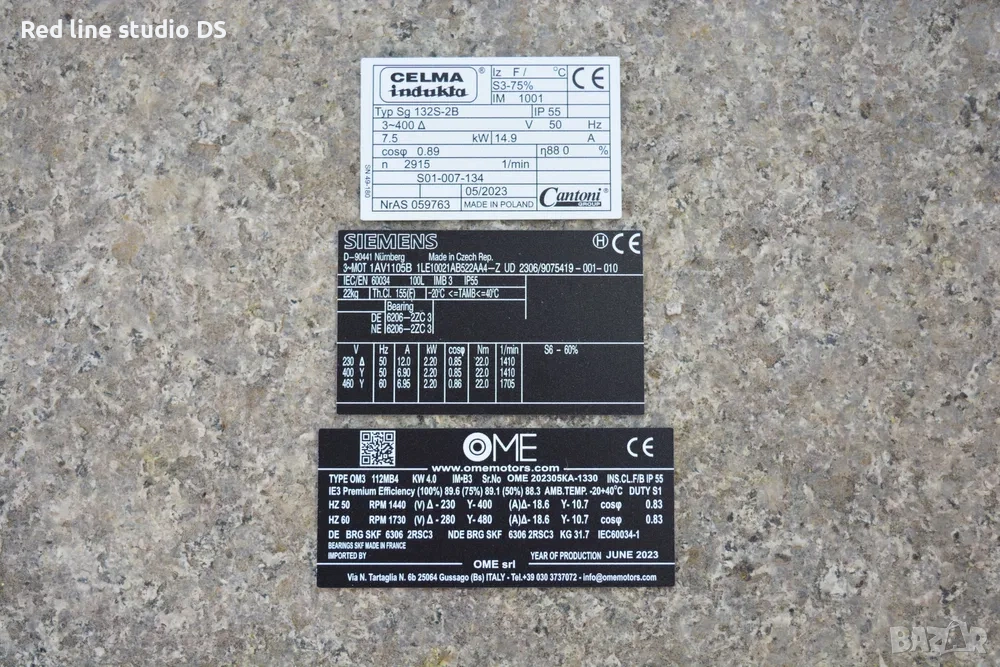 Red line studio DS
CELMA ® Iz F/ °C CE
indukta S3-75%
IM 1001
Typ Sg 132S-2B IP 55
3~400 Δ V 50 Hz
7.5 kW 14.9 A
cosφ 0.89 η88 0 %
n 2915 1/min
S01-007-134
05/2023
NrAS 059763 MADE IN POLAND Cantoni ®
GROUP
SN 49-180
SIEMENS H CE
D-90441 Nürnberg Made in Czech Rep.
3~MOT 1AV1105B 1LE10021AB522AA4-Z UD 2306/9075419-001-010
IEC/EN 60034 100L IMB3 IP55
22kg Th.Cl. 155(F) -20°C <=TAMB<=40°C
Bearing
DE 6206-2ZC 3
NE 6206-2ZC 3
V Hz A kW cosφ Nm 1/min S6 - 60%
230 Δ 50 12.0 2.20 0.85 22.0 1410
400 Y 50 6.90 2.20 0.85 22.0 1410
460 Y 60 6.95 2.20 0.86 22.0 1705
OME CE
www.omemotors.com
TYPE OM3 112MB4 KW 4.0 IM•B3 Sr.No OME 202305KA-1330 INS.CL.F/B IP 55
IE3 Premium Efficiency (100%) 89.6 (75%) 89.1 (50%) 88.3 AMB.TEMP. -20+40°C DUTY S1
HZ 50 RPM 1440 (V) Δ - 230 Y- 400 (A)Δ- 18.6 Y- 10.7 cosφ 0.83
HZ 60 RPM 1730 (V) Δ - 280 Y- 480 (A)Δ- 18.6 Y- 10.7 cosφ 0.83
DE BRG SKF 6306 2RSC3 NDE BRG SKF 6306 2RSC3 KG 31.7 IEC60034-1
BEARINGS SKF MADE IN FRANCE
IMPORTED BY YEAR OF PRODUCTION JUNE 2023
OME srl
Via N. Tartaglia N. 6b 25064 Gussago (Bs) ITALY - Tel.+39 030 3737072 - info@omemotors.com
BAZAR